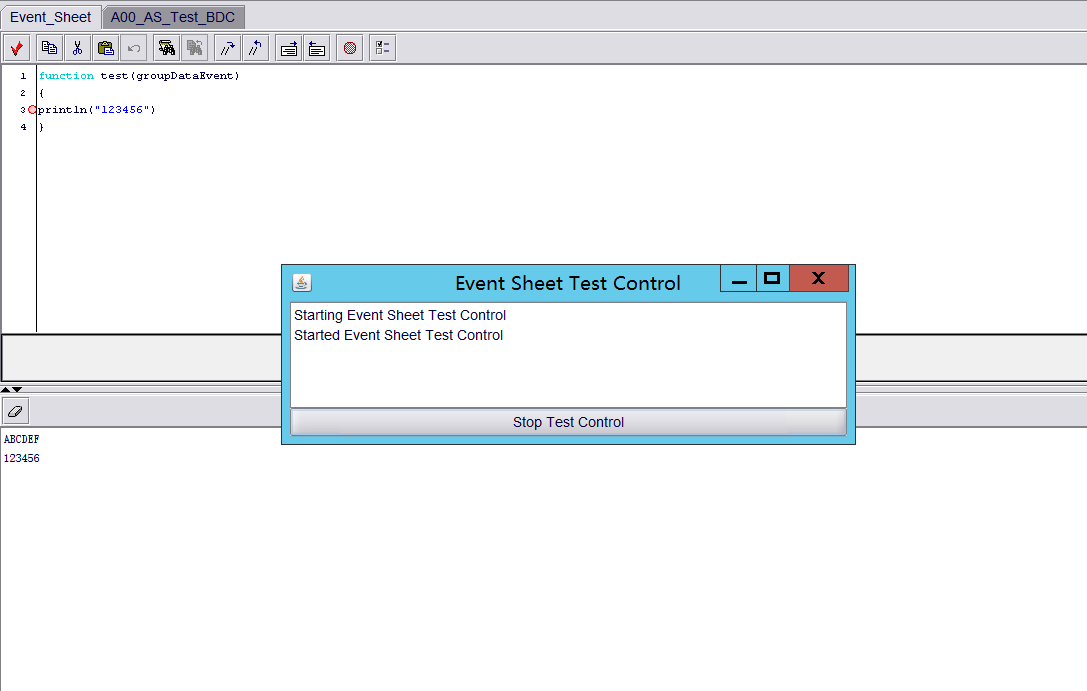 Event_Sheet A00_AS_Test_BDC
1 function test(groupDataEvent)
2 {
3 println("123456")
4 }
Event Sheet Test Control
Starting Event Sheet Test Control
Started Event Sheet Test Control
Stop Test Control
ABCDEF
123456